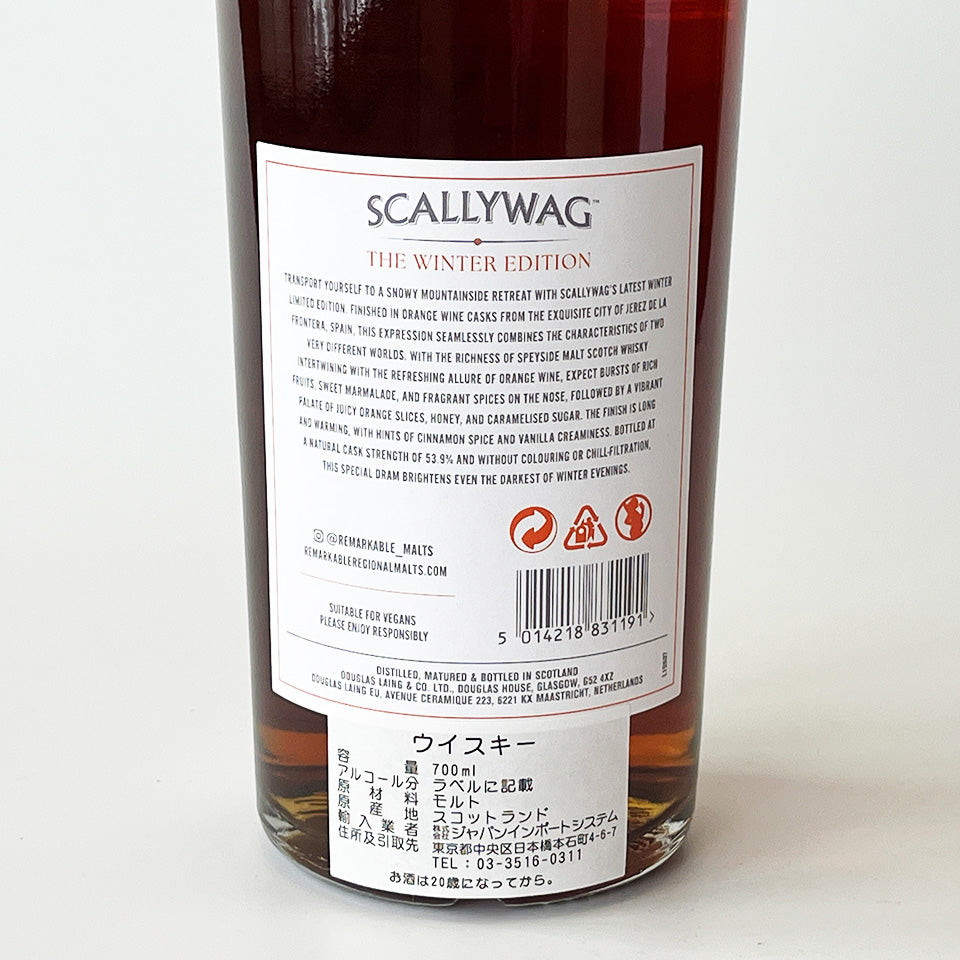 SCALLYWAG™
THE WINTER EDITION
TRANSPORT YOURSELF TO A SNOWY MOUNTAINSIDE RETREAT WITH SCALLYWAG'S LATEST WINTER
LIMITED EDITION. FINISHED IN ORANGE WINE CASKS FROM THE EXQUISITE CITY OF JEREZ DE LA
FRONTERA, SPAIN, THIS EXPRESSION SEAMLESSLY COMBINES THE CHARACTERISTICS OF TWO
VERY DIFFERENT WORLDS. WITH THE RICHNESS OF SPEYSIDE MALT SCOTCH WHISKY
INTERTWINING WITH THE REFRESHING ALLURE OF ORANGE WINE, EXPECT BURSTS OF RICH
FRUITS, SWEET MARMALADE, AND FRAGRANT SPICES ON THE NOSE, FOLLOWED BY A VIBRANT
PALATE OF JUICY ORANGE SLICES, HONEY, AND CARAMELISED SUGAR. THE FINISH IS LONG
AND WARMING, WITH HINTS OF CINNAMON SPICE AND VANILLA CREAMINESS. BOTTLED AT
A NATURAL CASK STRENGTH OF 53.9% AND WITHOUT COLOURING OR CHILL-FILTRATION,
THIS SPECIAL DRAM BRIGHTENS EVEN THE DARKEST OF WINTER EVENINGS.
@REMARKABLE_MALTS
REMARKABLEREGIONALMALTS.COM
SUITABLE FOR VEGANS
PLEASE ENJOY RESPONSIBLY
5 014218 831191 >
DISTILLED, MATURED & BOTTLED IN SCOTLAND
DOUGLAS LAING & CO. LTD., DOUGLAS HOUSE, GLASGOW, G52 4XZ
DOUGLAS LAING EU, AVENUE CERAMIQUE 223, 6221 KX MAASTRICHT, NETHERLANDS
ウイスキー
容量 700ml
アルコール分 ラベルに記載
原材料 モルト
原産地 スコットランド
輸入業者 株式会社ジャパンインポートシステム
住所及引取先 東京都中央区日本橋本石町4-6-7
TEL：03-3516-0311
お酒は20歳になってから。